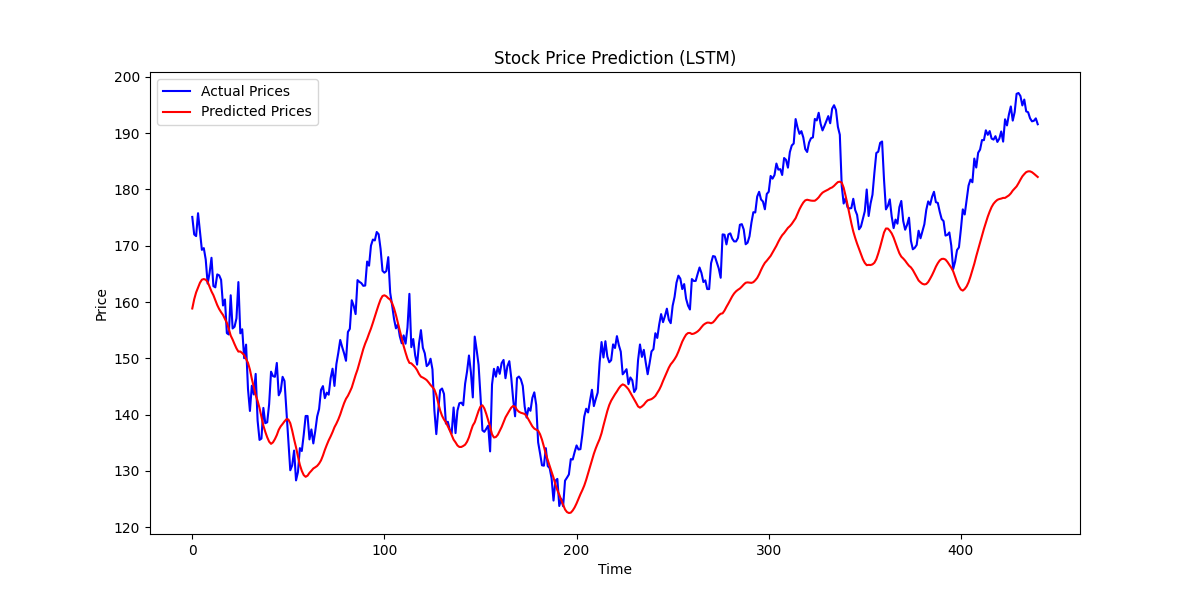 Stock Price Prediction (LSTM)
Actual Prices
Predicted Prices
200
190
180
170
160
150
140
130
120
Price
0 100 200 300 400
Time